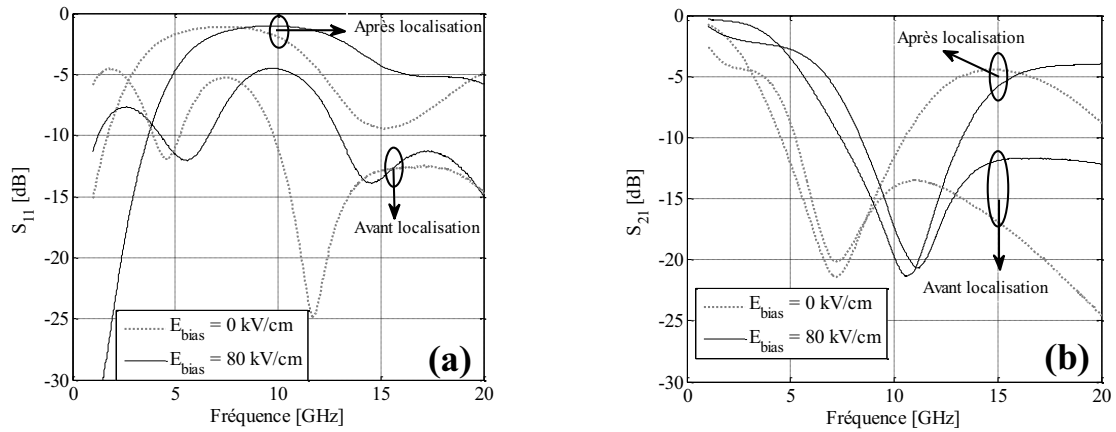 0
-5
-10
-15
-20
-25
-30
S11 [dB]
0 5 10 15 20
Fréquence [GHz]
Après localisation
Avant localisation
Ebias = 0 kV/cm
Ebias = 80 kV/cm
(a)
0
-5
-10
-15
-20
-25
-30
S21 [dB]
0 5 10 15 20
Fréquence [GHz]
Après localisation
Avant localisation
Ebias = 0 kV/cm
Ebias = 80 kV/cm
(b)